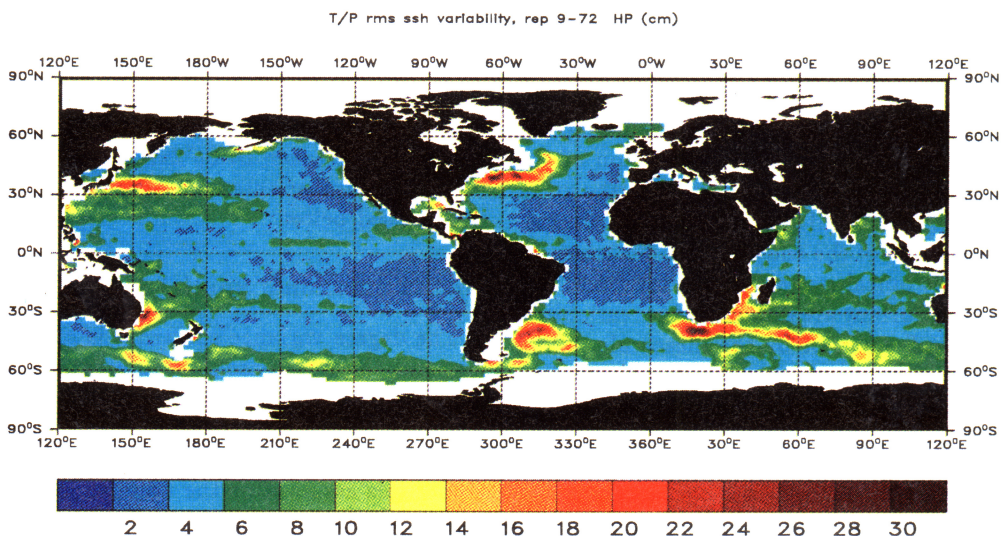 T/P rms ssh variability, rep 9-72 HP (cm)
120°E 150°E 180°W 150°W 120°W 90°W 60°W 30°W 0°W 30°E 60°E 90°E 120°E
90°N 90°N
60°N 60°N
30°N 30°N
0°N 0°N
30°S 30°S
60°S 60°S
90°S 90°S
120°E 150°E 180°E 210°E 240°E 270°E 300°E 330°E 360°E 30°E 60°E 90°E 120°E
2 4 6 8 10 12 14 16 18 20 22 24 26 28 30